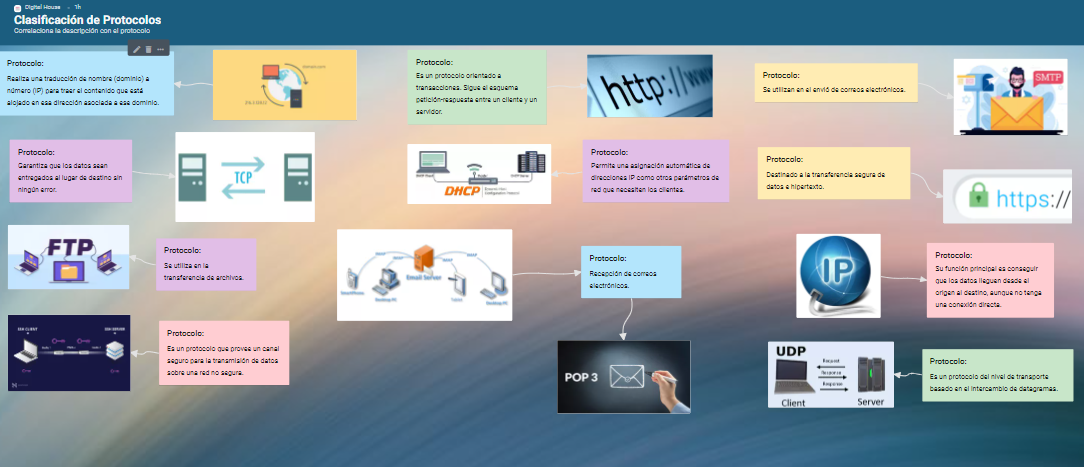 Digital House · 1h
Clasificación de Protocolos
Correlaciona la descripción con el protocolo
Protocolo:
Realiza una traducción de nombre (dominio) a
número (IP) para traer el contenido que está
alojado en esa dirección asociada a ese dominio.
Protocolo:
Es un protocolo orientado a
transacciones. Sigue el esquema
petición-respuesta entre un cliente y un
servidor.
http://www
Protocolo:
Se utilizan en el envió de correos electrónicos.
SMTP
Protocolo:
Garantiza que los datos sean
entregados al lugar de destino sin
ningún error.
TCP
DHCP
Protocolo:
Permite una asignación automática de
direcciones IP como otros parámetros de
red que necesiten los clientes.
Protocolo:
Destinado a la transferencia segura de
datos e hipertexto.
https://
FTP
Protocolo:
Se utiliza en la
transferencia de archivos.
Email Server
Smartphones
Desktop PC
Desktop PC
Protocolo:
Recepción de correos
electrónicos.
IP
Protocolo:
Su función principal es conseguir
que los datos lleguen desde el
origen al destino, aunque no tenga
una conexión directa.
SSH CLIENT
SSH SERVER
Protocolo:
Es un protocolo que provee un canal
seguro para la transmisión de datos
sobre una red no segura.
POP 3
UDP
Request
Response
Response
Client
Server
Protocolo:
Es un protocolo del nivel de transporte
basado en el intercambio de datagramas.